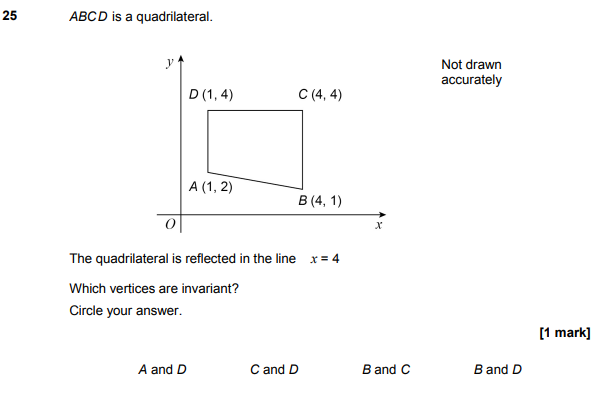 25 ABCD is a quadrilateral.
y
Not drawn
accurately
D (1, 4) C (4, 4)
A (1, 2)
B (4, 1)
O x
The quadrilateral is reflected in the line x = 4
Which vertices are invariant?
Circle your answer.
[1 mark]
A and D C and D B and C B and D